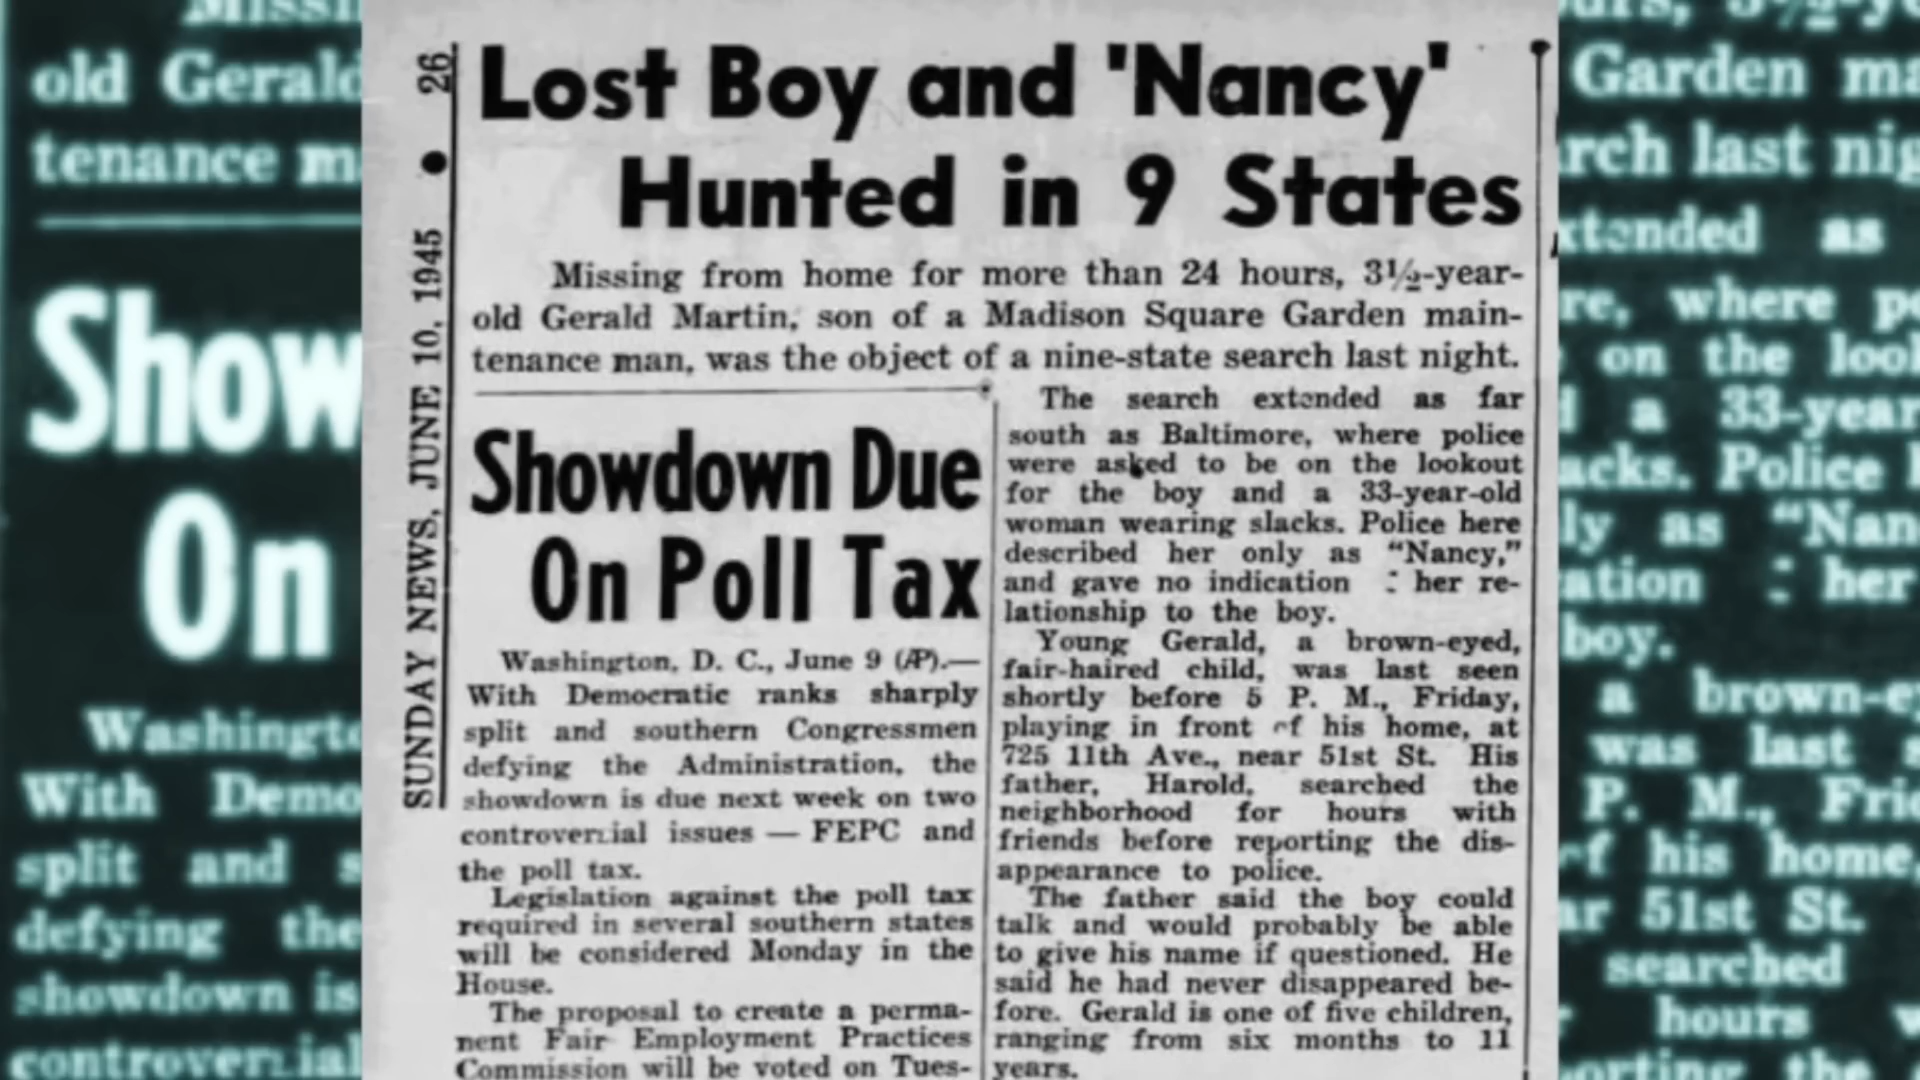 SUNDAY NEWS, JUNE 10, 1945 • 26
Lost Boy and 'Nancy'
Hunted in 9 States
Missing from home for more than 24 hours, 3½-year-
old Gerald Martin, son of a Madison Square Garden main-
tenance man, was the object of a nine-state search last night.
The search extended as far
south as Baltimore, where police
were asked to be on the lookout
for the boy and a 33-year-old
woman wearing slacks. Police here
described her only as "Nancy,"
and gave no indication : her re-
lationship to the boy.
Young Gerald, a brown-eyed,
fair-haired child, was last seen
shortly before 5 P. M., Friday,
playing in front of his home, at
725 11th Ave., near 51st St. His
father, Harold, searched the
neighborhood for hours with
friends before reporting the dis-
appearance to police.
The father said the boy could
talk and would probably be able
to give his name if questioned. He
said he had never disappeared be-
fore. Gerald is one of five children,
ranging from six months to 11
years.
Showdown Due
On Poll Tax
Washington, D. C., June 9 (AP).—
With Democratic ranks sharply
split and southern Congressmen
defying the Administration, the
showdown is due next week on two
controversial issues — FEPC and
the poll tax.
Legislation against the poll tax
required in several southern states
will be considered Monday in the
House.
The proposal to create a perma-
nent Fair Employment Practices
Commission will be voted on Tues-